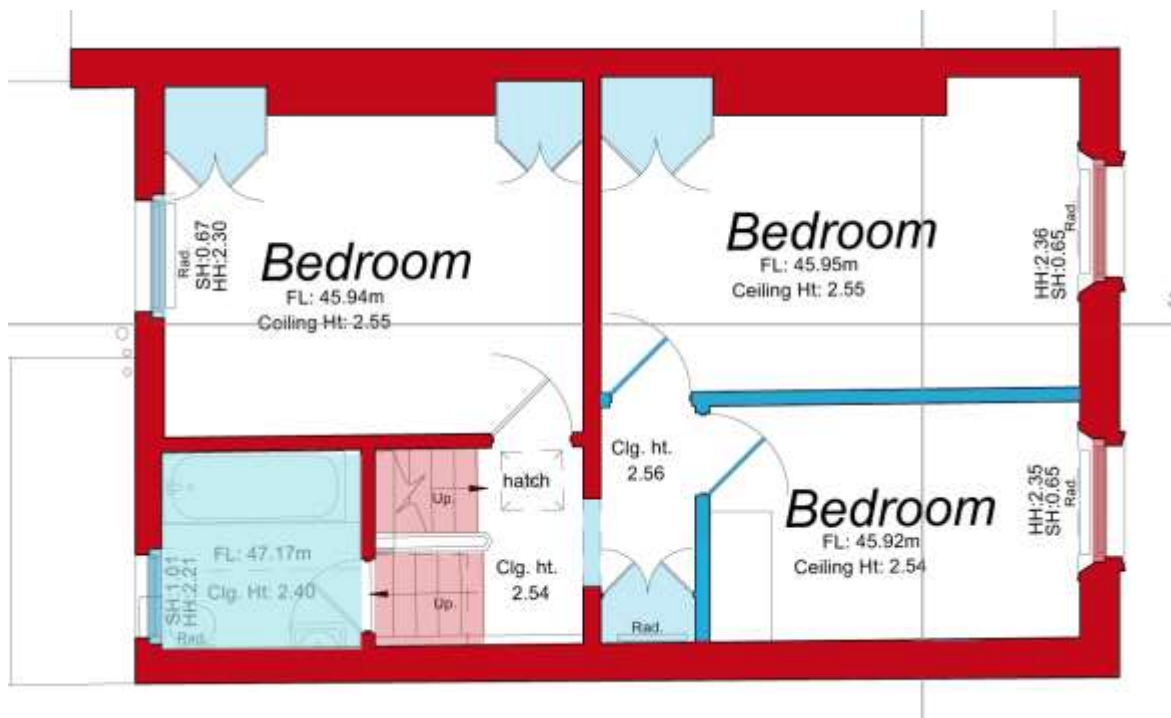 Bedroom
FL: 45.94m
Coiling Ht: 2.55
Rad.
SH:0.67
HH:2.30
Bedroom
FL: 45.95m
Ceiling Ht: 2.55
HH:2.36
SH:0.65
Rad.
Clg. ht.
2.56
hatch
Up.
Bedroom
FL: 45.92m
Ceiling Ht: 2.54
HH:2.35
SH:0.65
Rad.
FL: 47.17m
Clg. Ht: 2.40
SH:1.01
HH:2.21
Rad.
Clg. ht.
2.54
Up.
Rad.